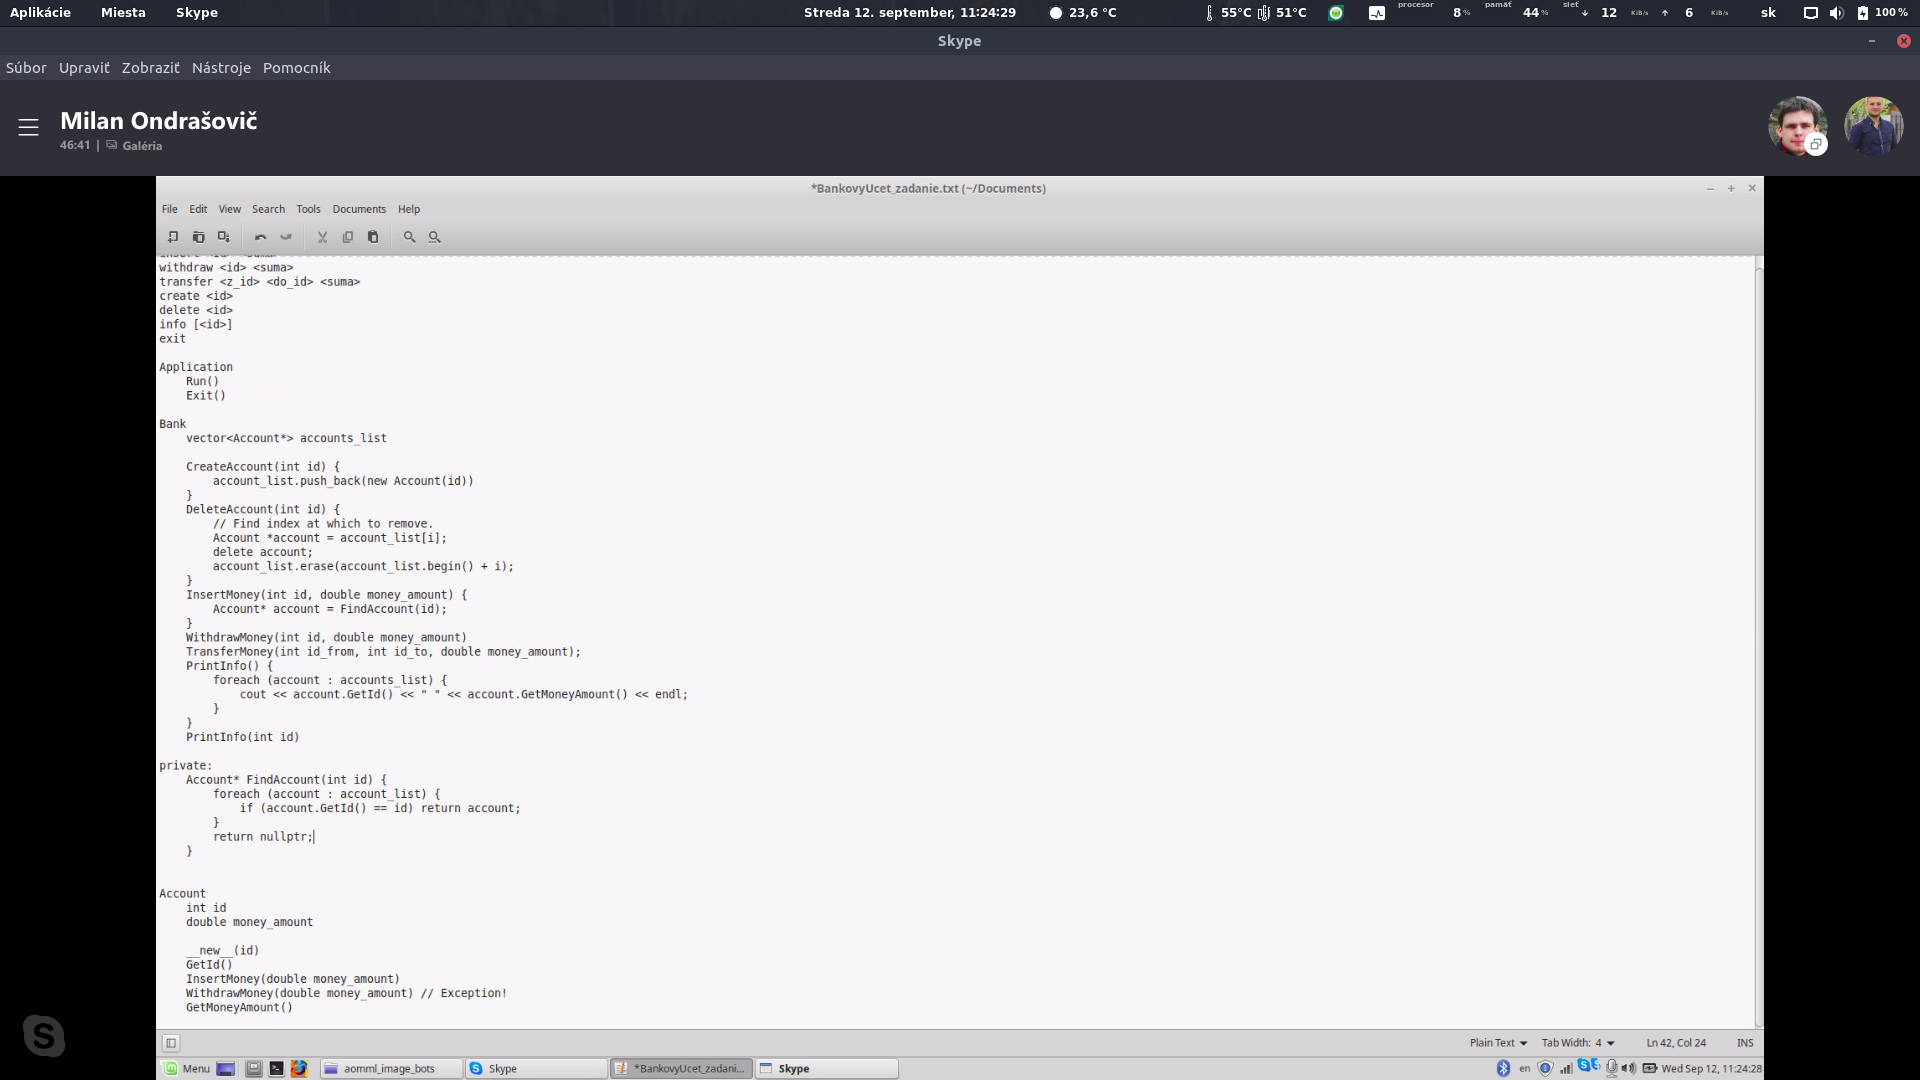 Aplikácie Miesta Skype Streda 12. september, 11:24:29 23,6 °C 55°C 51°C procesor 8 % pamäť 44 % sieť ↓ 12 KiB/s ↑ 6 KiB/s sk 100 %
Skype
Súbor Upraviť Zobraziť Nástroje Pomocník
Milan Ondrašovič
46:41 | Galéria
*BankovyUcet_zadanie.txt (~/Documents)
File Edit View Search Tools Documents Help
insert <id> <suma>
withdraw <id> <suma>
transfer <z_id> <do_id> <suma>
create <id>
delete <id>
info [<id>]
exit
Application
Run()
Exit()
Bank
vector<Account*> accounts_list
CreateAccount(int id) {
account_list.push_back(new Account(id))
}
DeleteAccount(int id) {
// Find index at which to remove.
Account *account = account_list[i];
delete account;
account_list.erase(account_list.begin() + i);
}
InsertMoney(int id, double money_amount) {
Account* account = FindAccount(id);
}
WithdrawMoney(int id, double money_amount)
TransferMoney(int id_from, int id_to, double money_amount);
PrintInfo() {
foreach (account : accounts_list) {
cout << account.GetId() << " " << account.GetMoneyAmount() << endl;
}
}
PrintInfo(int id)
private:
Account* FindAccount(int id) {
foreach (account : account_list) {
if (account.GetId() == id) return account;
}
return nullptr;
}
Account
int id
double money_amount
__new__(id)
GetId()
InsertMoney(double money_amount)
WithdrawMoney(double money_amount) // Exception!
GetMoneyAmount()
Plain Text Tab Width: 4 Ln 42, Col 24 INS
Menu aomml_image_bots Skype *BankovyUcet_zadani... Skype en Wed Sep 12, 11:24:28